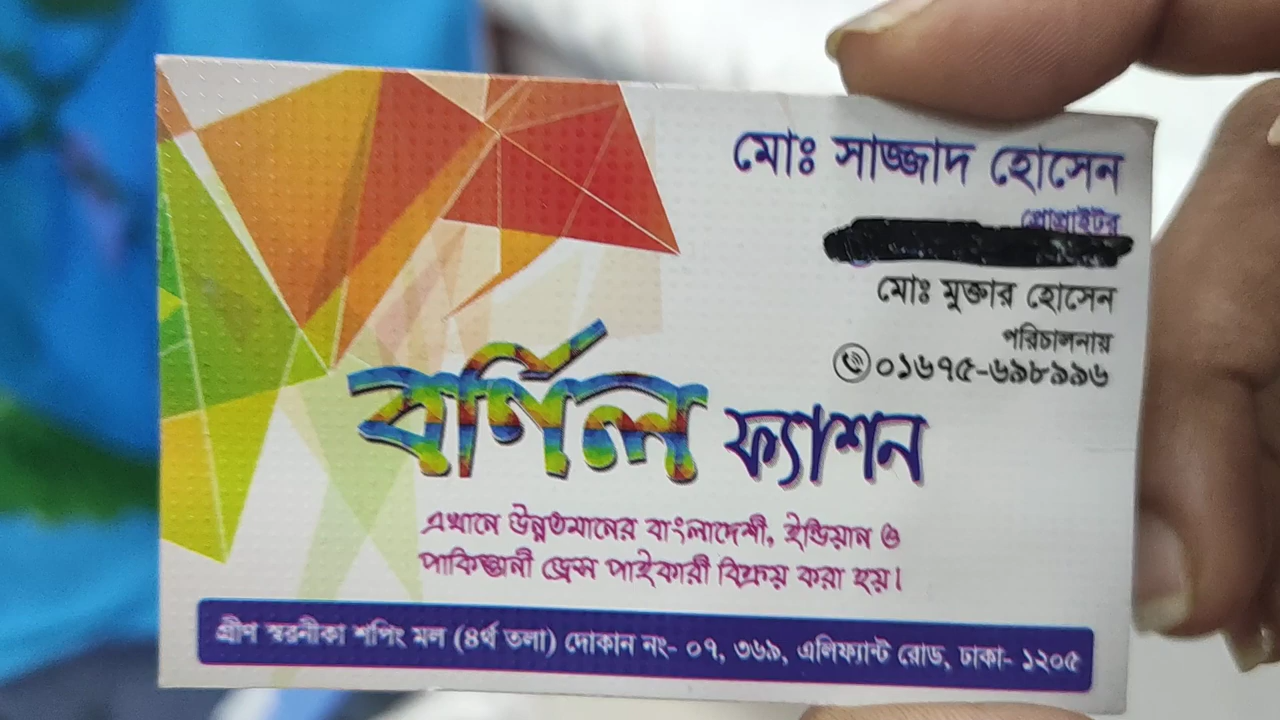 মোঃ সাজ্জাদ হোসেন
প্রোপ্রাইটর
মোঃ মুক্তার হোসেন
পরিচালনায়
০১৬৭৫-৬৯৮৯৯৬
বর্ণিল ফ্যাশন
এখানে উন্নতমানের বাংলাদেশী, ইন্ডিয়ান ও
পাকিস্তানী ড্রেস পাইকারী বিক্রয় করা হয়।
গ্রীণ স্বরনীকা শপিং মল (৪র্থ তলা) দোকান নং- ০৭, ৩৬৯, এলিফ্যান্ট রোড, ঢাকা- ১২০৫